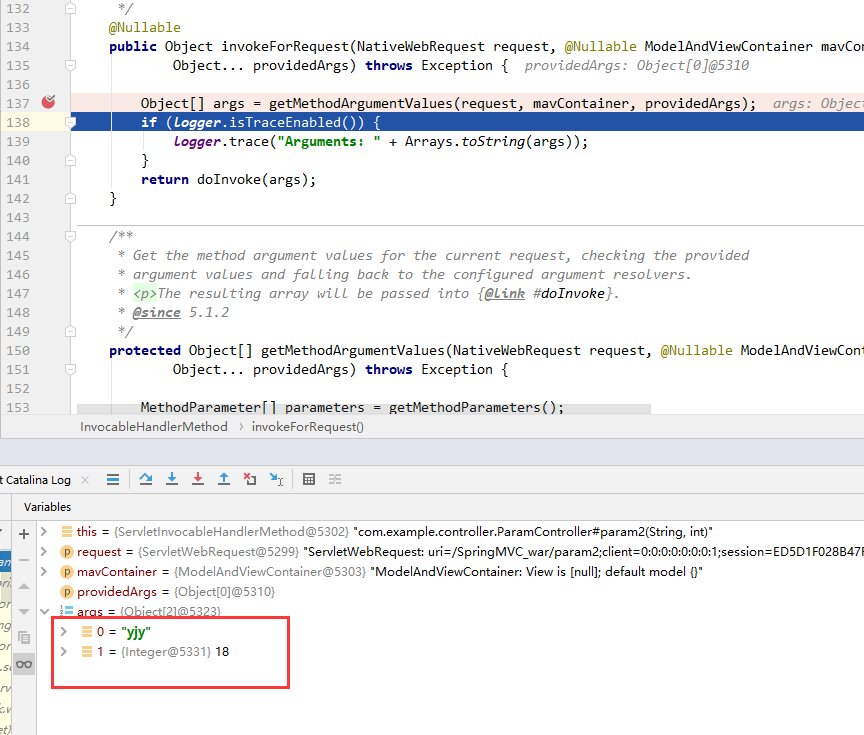 132 */
133 @Nullable
134 public Object invokeForRequest(NativeWebRequest request, @Nullable ModelAndViewContainer mavCon
135 Object... providedArgs) throws Exception { providedArgs: Object[0]@5310
136
137 Object[] args = getMethodArgumentValues(request, mavContainer, providedArgs); args: Object
138 if (logger.isTraceEnabled()) {
139 logger.trace("Arguments: " + Arrays.toString(args));
140 }
141 return doInvoke(args);
142 }
143
144 /**
145 * Get the method argument values for the current request, checking the provided
146 * argument values and falling back to the configured argument resolvers.
147 * <p>The resulting array will be passed into {@link #doInvoke}.
148 * @since 5.1.2
149 */
150 protected Object[] getMethodArgumentValues(NativeWebRequest request, @Nullable ModelAndViewCont
151 Object... providedArgs) throws Exception {
152
153 MethodParameter[] parameters = getMethodParameters();
InvocableHandlerMethod › invokeForRequest()
t Catalina Log
Variables
this = {ServletInvocableHandlerMethod@5302} "com.example.controller.ParamController#param2(String, int)"
request = {ServletWebRequest@5299} "ServletWebRequest: uri=/SpringMVC_war/param2;client=0:0:0:0:0:0:0:1;session=ED5D1F028B47F
mavContainer = {ModelAndViewContainer@5303} "ModelAndViewContainer: View is [null]; default model {}"
providedArgs = {Object[0]@5310}
args = {Object[2]@5323}
0 = "yjy"
1 = {Integer@5331} 18